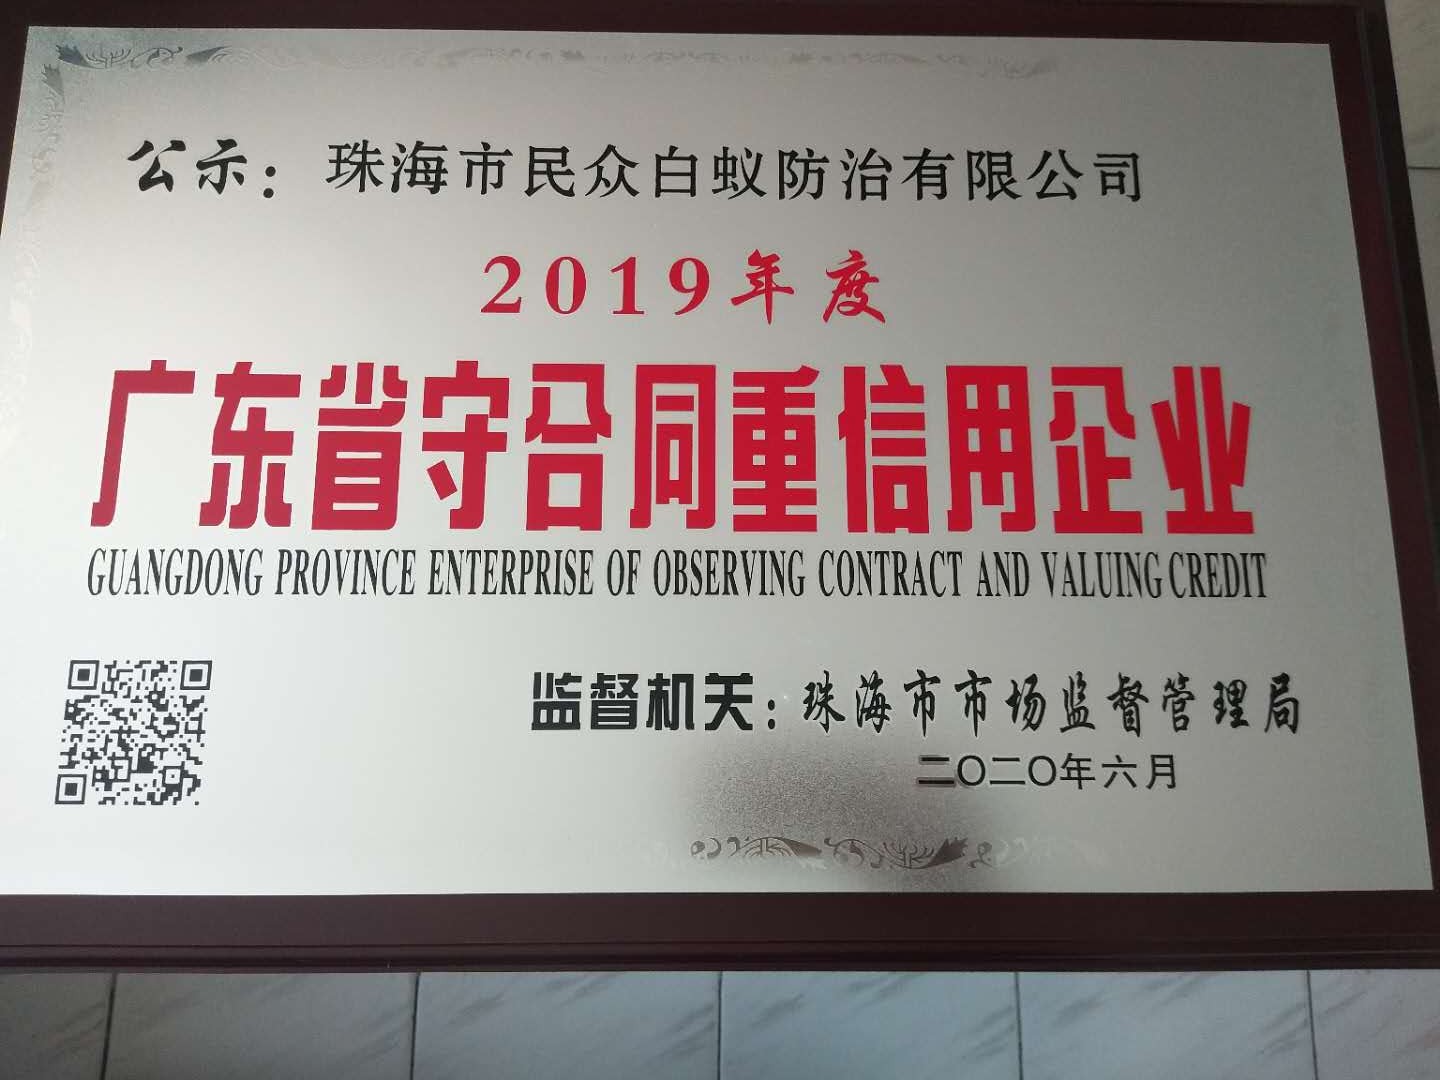 公示：珠海市民众白蚁防治有限公司
2019年度
广东省守合同重信用企业
GUANGDONG PROVINCE ENTERPRISE OF OBSERVING CONTRACT AND VALUING CREDIT
监督机关：珠海市市场监督管理局
二〇二〇年六月